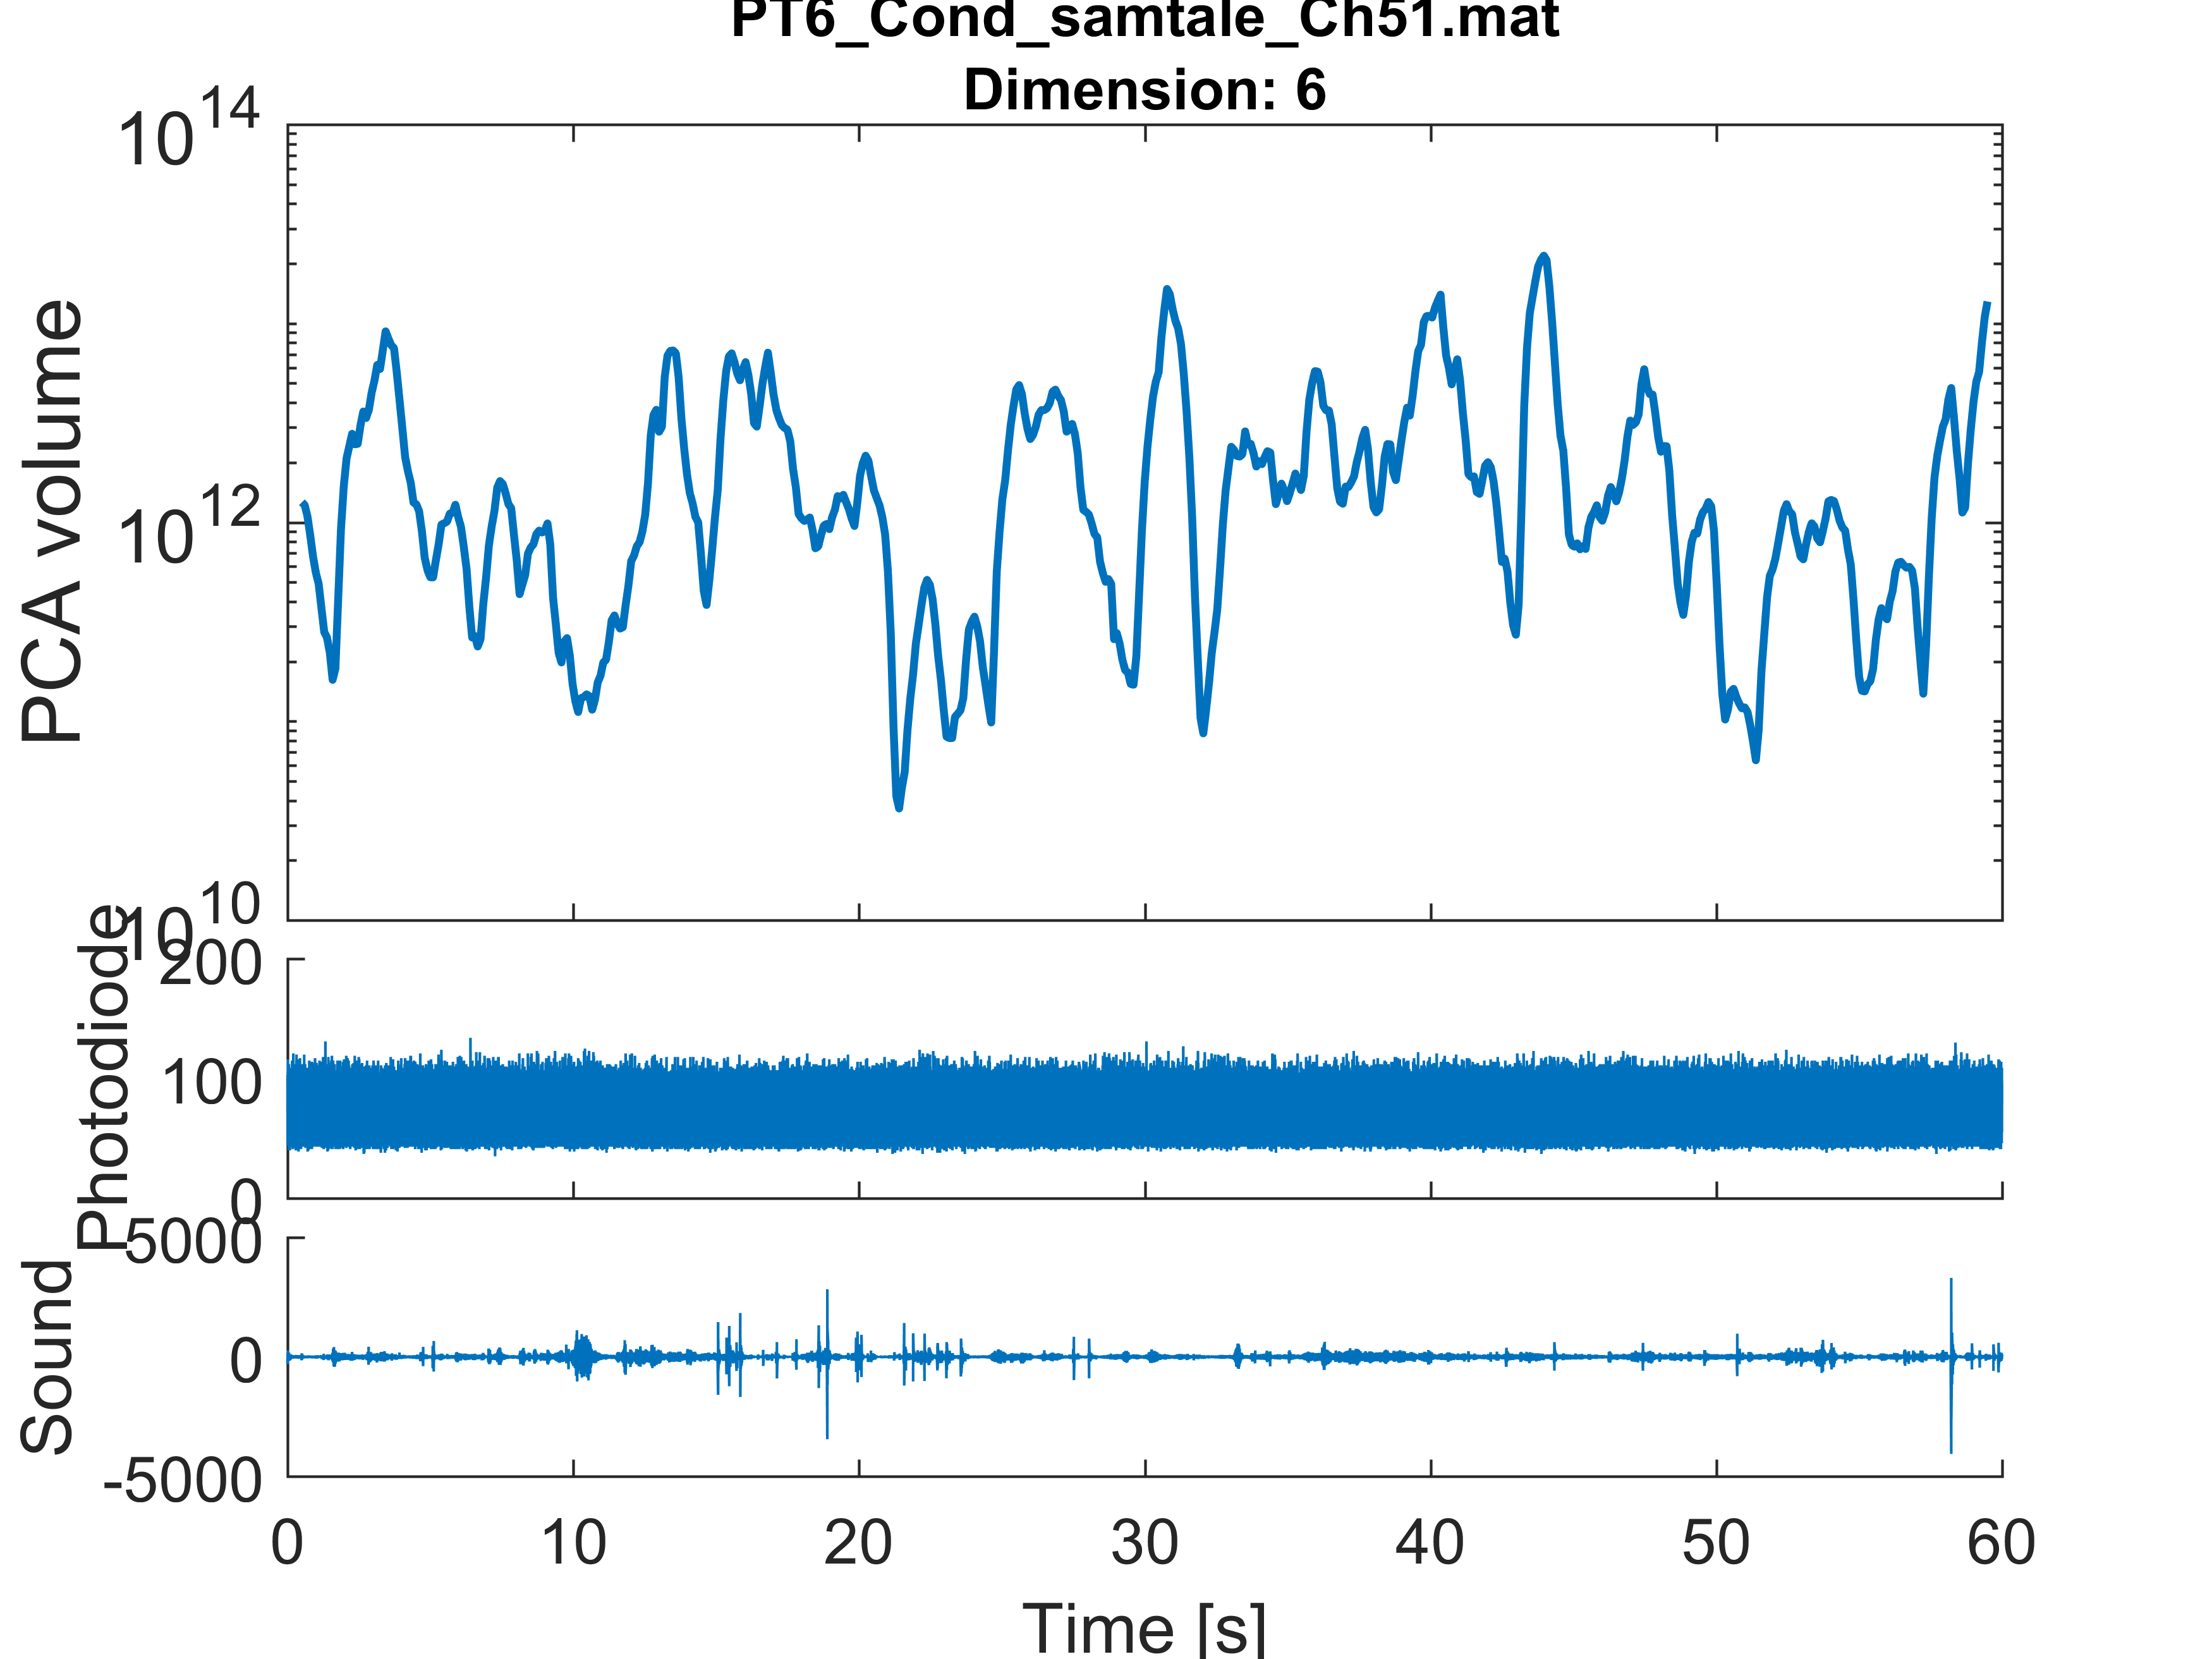 PT6_Cond_samtale_Ch51.mat
Dimension: 6
PCA volume
10^14
10^12
10^10
Photodiode
200
100
0
Sound
5000
0
-5000
0 10 20 30 40 50 60
Time [s]